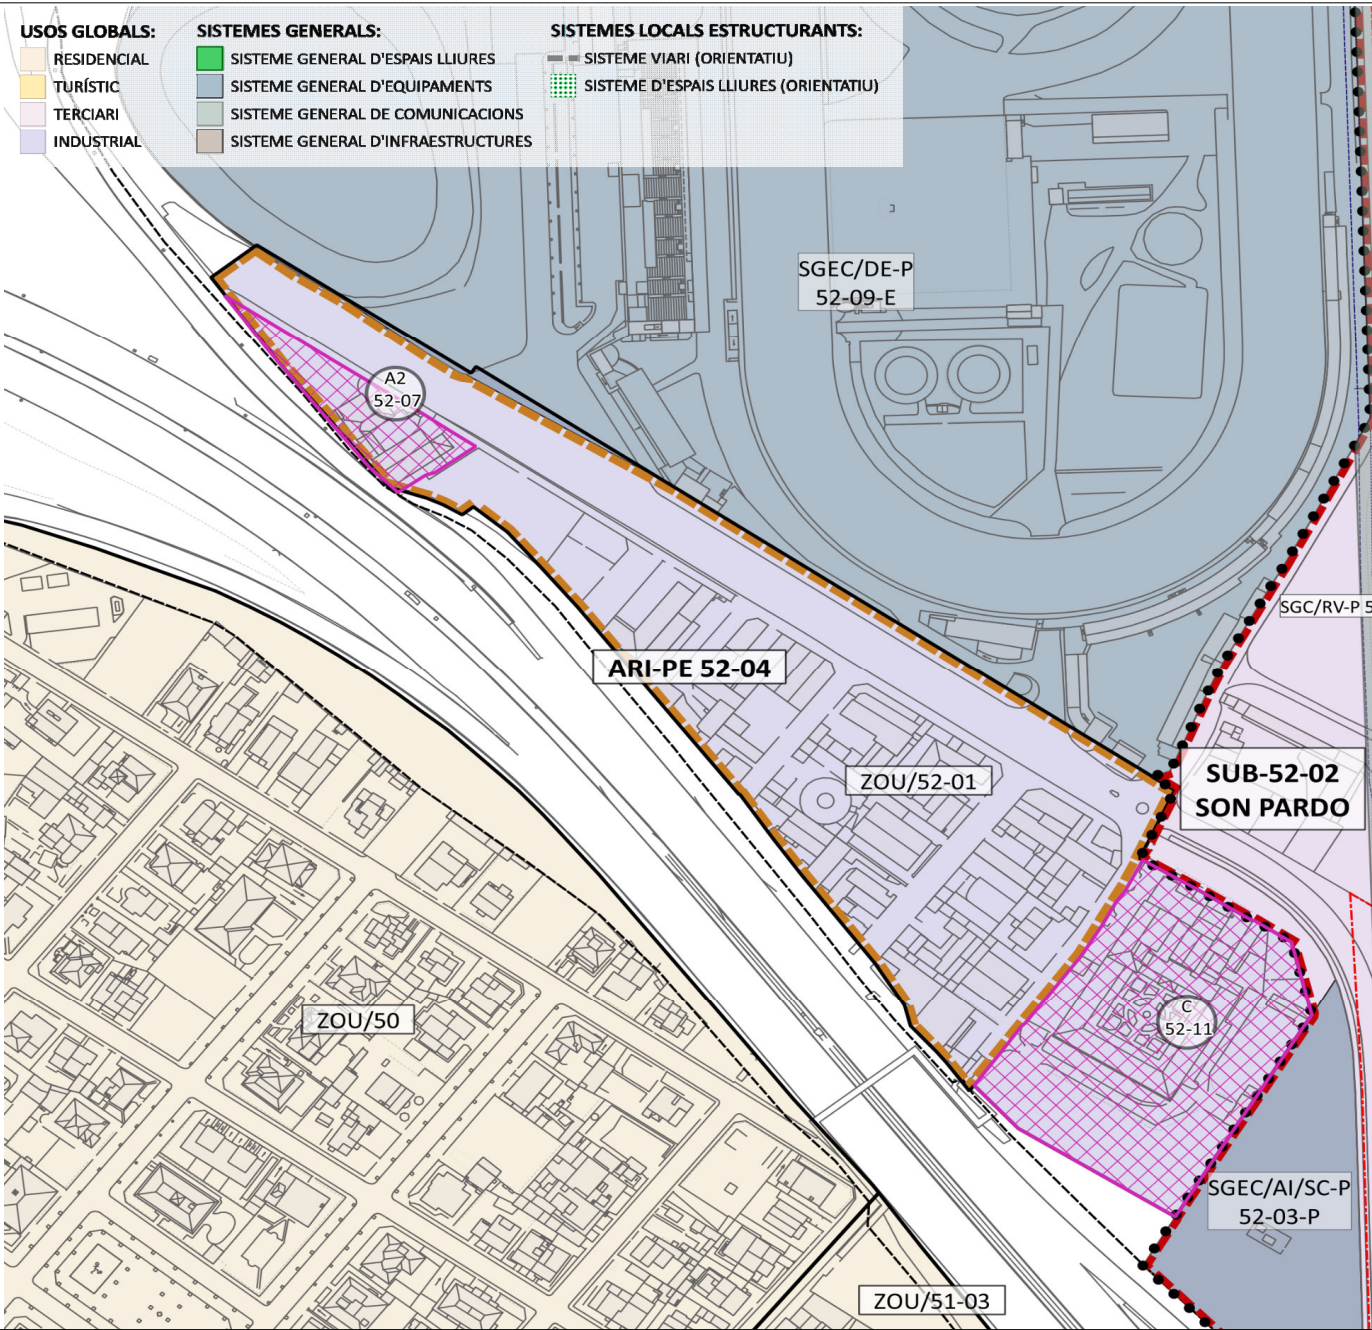 USOS GLOBALS:
RESIDENCIAL
TURÍSTIC
TERCIARI
INDUSTRIAL
SISTEMES GENERALS:
SISTEME GENERAL D'ESPAIS LLIURES
SISTEME GENERAL D'EQUIPAMENTS
SISTEME GENERAL DE COMUNICACIONS
SISTEME GENERAL D'INFRAESTRUCTURES
SISTEMES LOCALS ESTRUCTURANTS:
SISTEME VIARI (ORIENTATIU)
SISTEME D'ESPAIS LLIURES (ORIENTATIU)
SGEC/DE-P
52-09-E
A2
52-07
SGC/RV-P 5
ARI-PE 52-04
ZOU/52-01
SUB-52-02
SON PARDO
ZOU/50
C
52-11
SGEC/AI/SC-P
52-03-P
ZOU/51-03